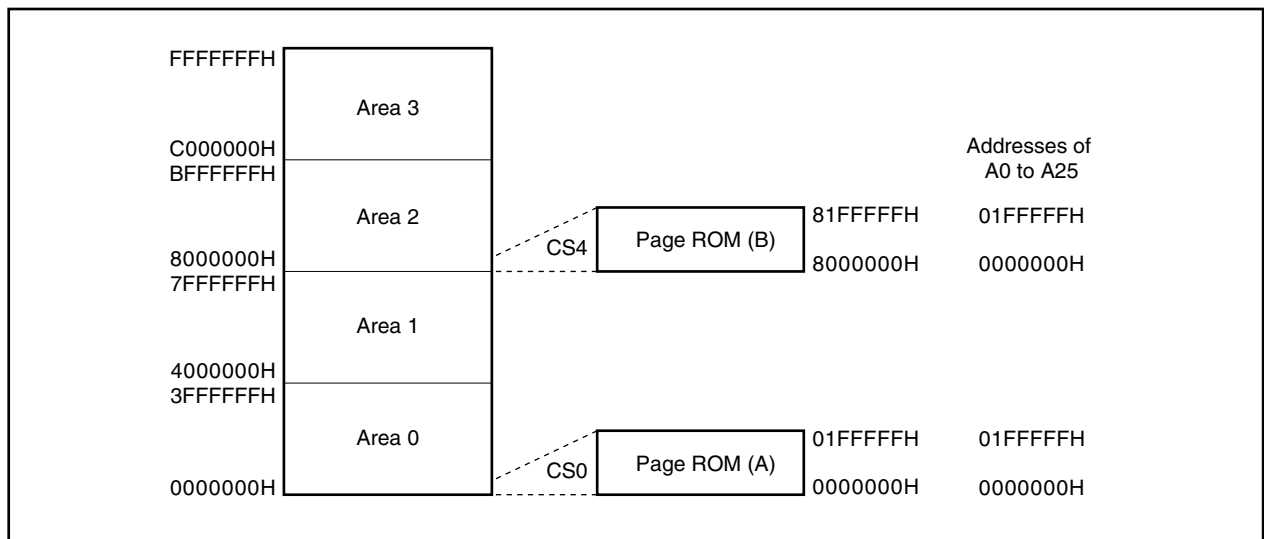 FFFFFFFH
Area 3
C000000H
BFFFFFFH
Addresses of
A0 to A25
Area 2
CS4
Page ROM (B)
81FFFFFH
01FFFFFH
8000000H
8000000H
0000000H
7FFFFFFH
Area 1
4000000H
3FFFFFFH
Area 0
CS0
Page ROM (A)
01FFFFFH
01FFFFFH
0000000H
0000000H
0000000H